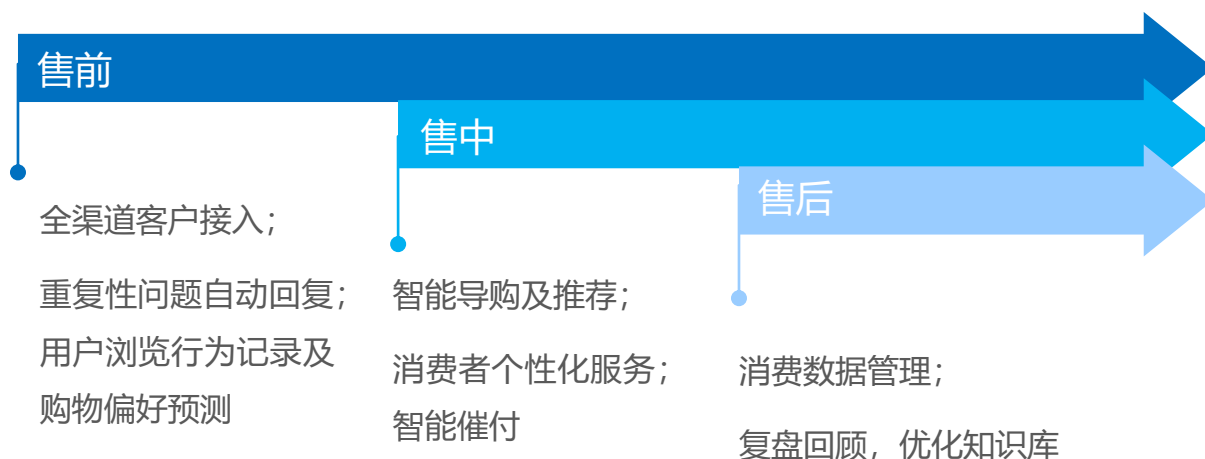 售前
全渠道客户接入；
重复性问题自动回复；
用户浏览行为记录及
购物偏好预测
售中
智能导购及推荐；
消费者个性化服务；
智能催付
售后
消费数据管理；
复盘回顾，优化知识库